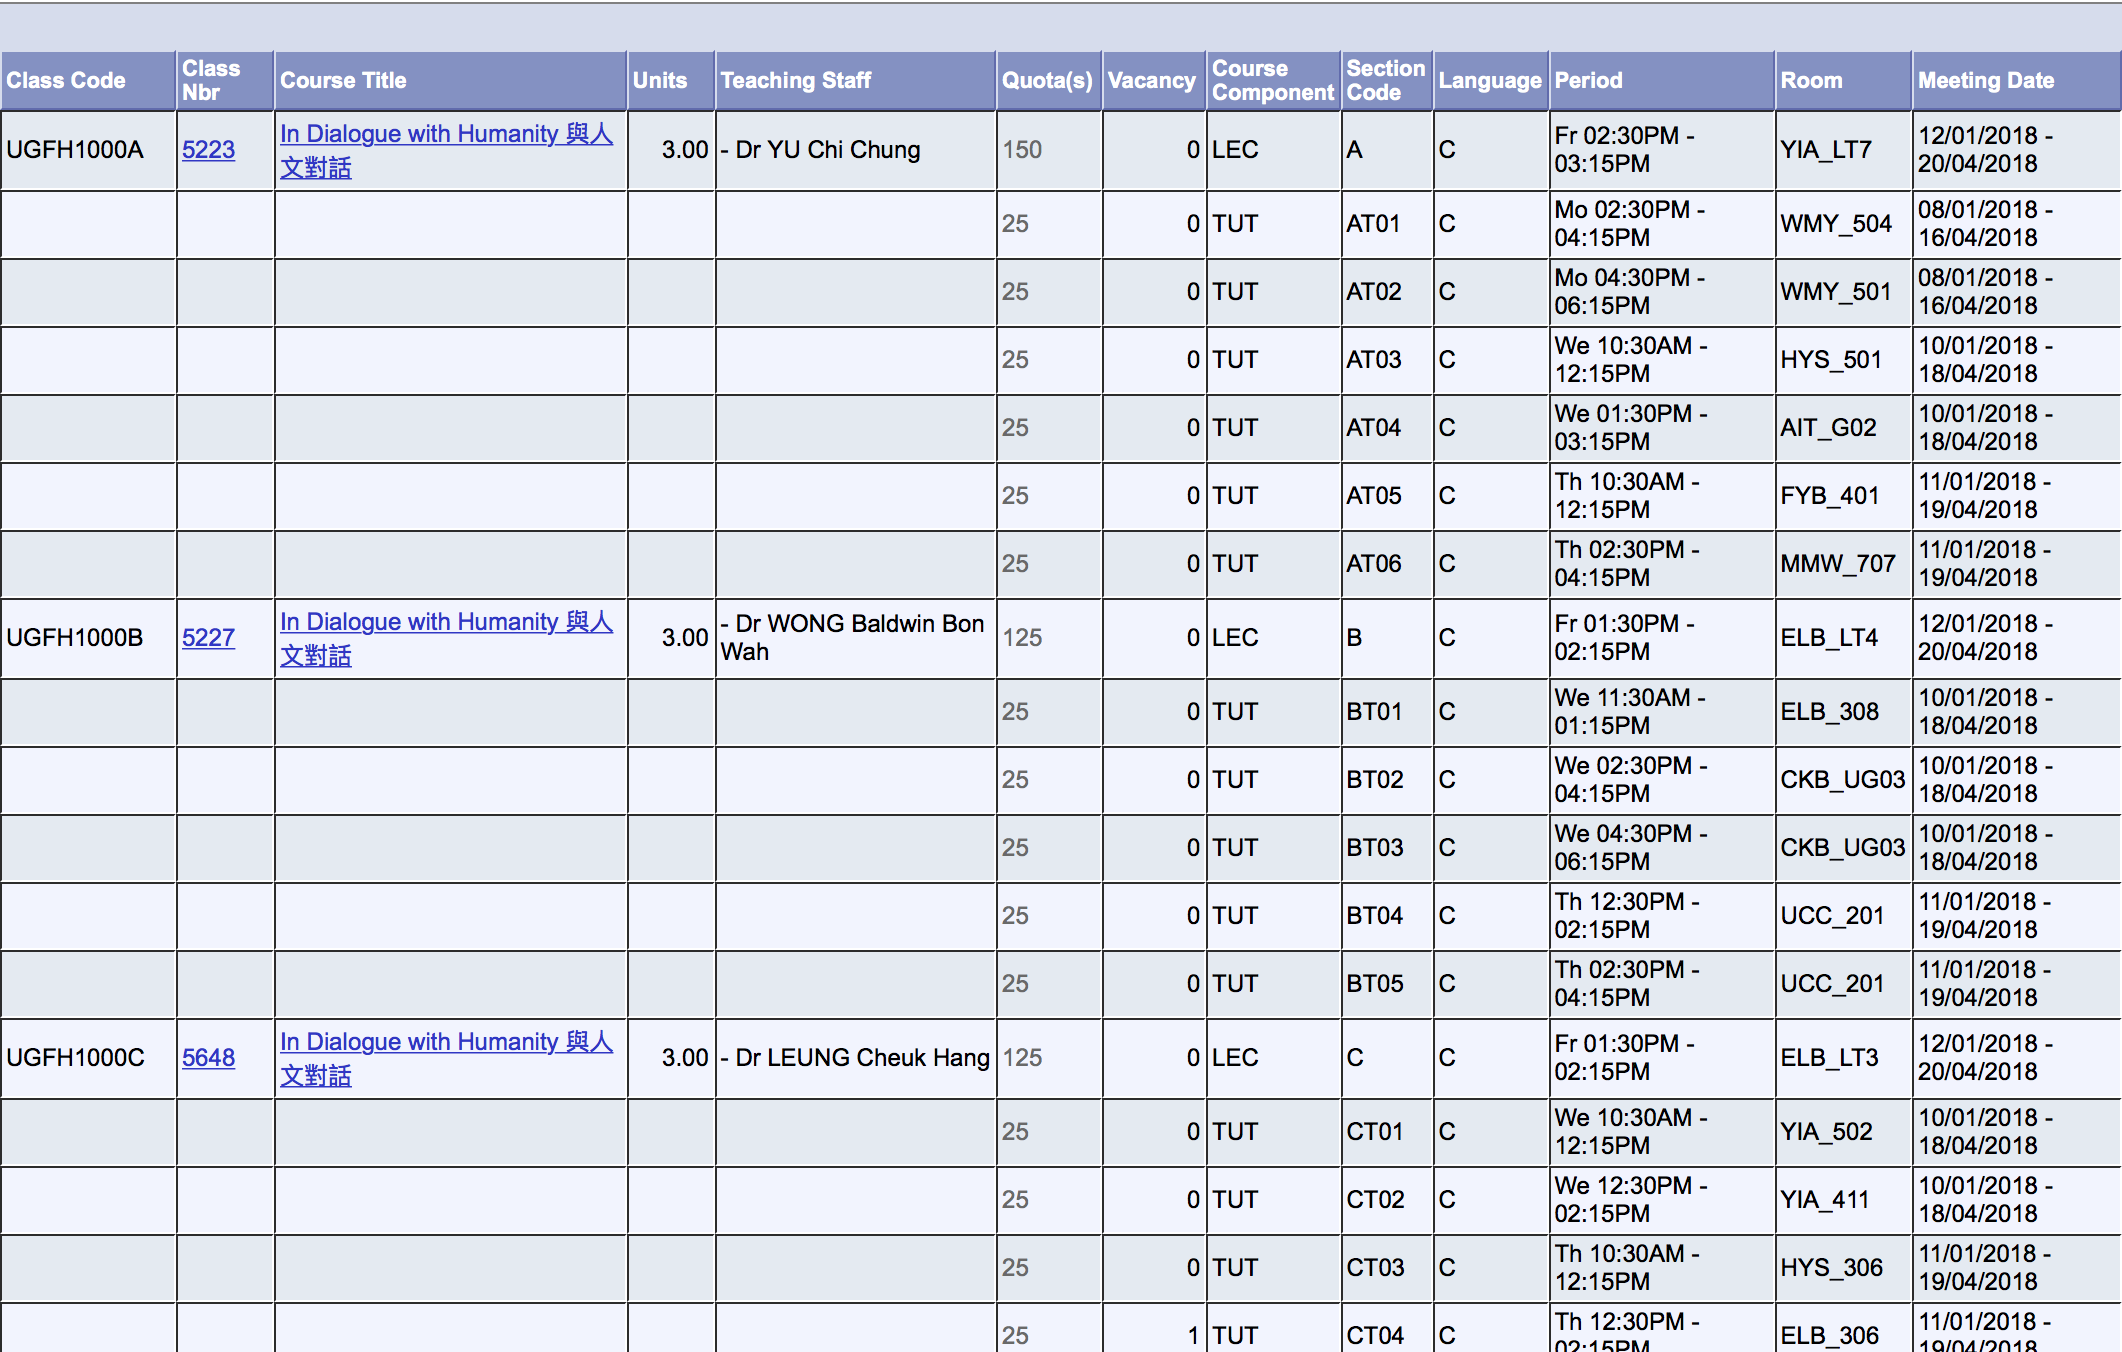 Class Code Class Nbr Course Title Units Teaching Staff Quota(s) Vacancy Course Component Section Code Language Period Room Meeting Date
UGFH1000A 5223 In Dialogue with Humanity 與人文對話 3.00 - Dr YU Chi Chung 150 0 LEC A C Fr 02:30PM - 03:15PM YIA_LT7 12/01/2018 - 20/04/2018
25 0 TUT AT01 C Mo 02:30PM - 04:15PM WMY_504 08/01/2018 - 16/04/2018
25 0 TUT AT02 C Mo 04:30PM - 06:15PM WMY_501 08/01/2018 - 16/04/2018
25 0 TUT AT03 C We 10:30AM - 12:15PM HYS_501 10/01/2018 - 18/04/2018
25 0 TUT AT04 C We 01:30PM - 03:15PM AIT_G02 10/01/2018 - 18/04/2018
25 0 TUT AT05 C Th 10:30AM - 12:15PM FYB_401 11/01/2018 - 19/04/2018
25 0 TUT AT06 C Th 02:30PM - 04:15PM MMW_707 11/01/2018 - 19/04/2018
UGFH1000B 5227 In Dialogue with Humanity 與人文對話 3.00 - Dr WONG Baldwin Bon Wah 125 0 LEC B C Fr 01:30PM - 02:15PM ELB_LT4 12/01/2018 - 20/04/2018
25 0 TUT BT01 C We 11:30AM - 01:15PM ELB_308 10/01/2018 - 18/04/2018
25 0 TUT BT02 C We 02:30PM - 04:15PM CKB_UG03 10/01/2018 - 18/04/2018
25 0 TUT BT03 C We 04:30PM - 06:15PM CKB_UG03 10/01/2018 - 18/04/2018
25 0 TUT BT04 C Th 12:30PM - 02:15PM UCC_201 11/01/2018 - 19/04/2018
25 0 TUT BT05 C Th 02:30PM - 04:15PM UCC_201 11/01/2018 - 19/04/2018
UGFH1000C 5648 In Dialogue with Humanity 與人文對話 3.00 - Dr LEUNG Cheuk Hang 125 0 LEC C C Fr 01:30PM - 02:15PM ELB_LT3 12/01/2018 - 20/04/2018
25 0 TUT CT01 C We 10:30AM - 12:15PM YIA_502 10/01/2018 - 18/04/2018
25 0 TUT CT02 C We 12:30PM - 02:15PM YIA_411 10/01/2018 - 18/04/2018
25 0 TUT CT03 C Th 10:30AM - 12:15PM HYS_306 11/01/2018 - 19/04/2018
25 1 TUT CT04 C Th 12:30PM - 02:15PM ELB_306 11/01/2018 - 19/04/2018